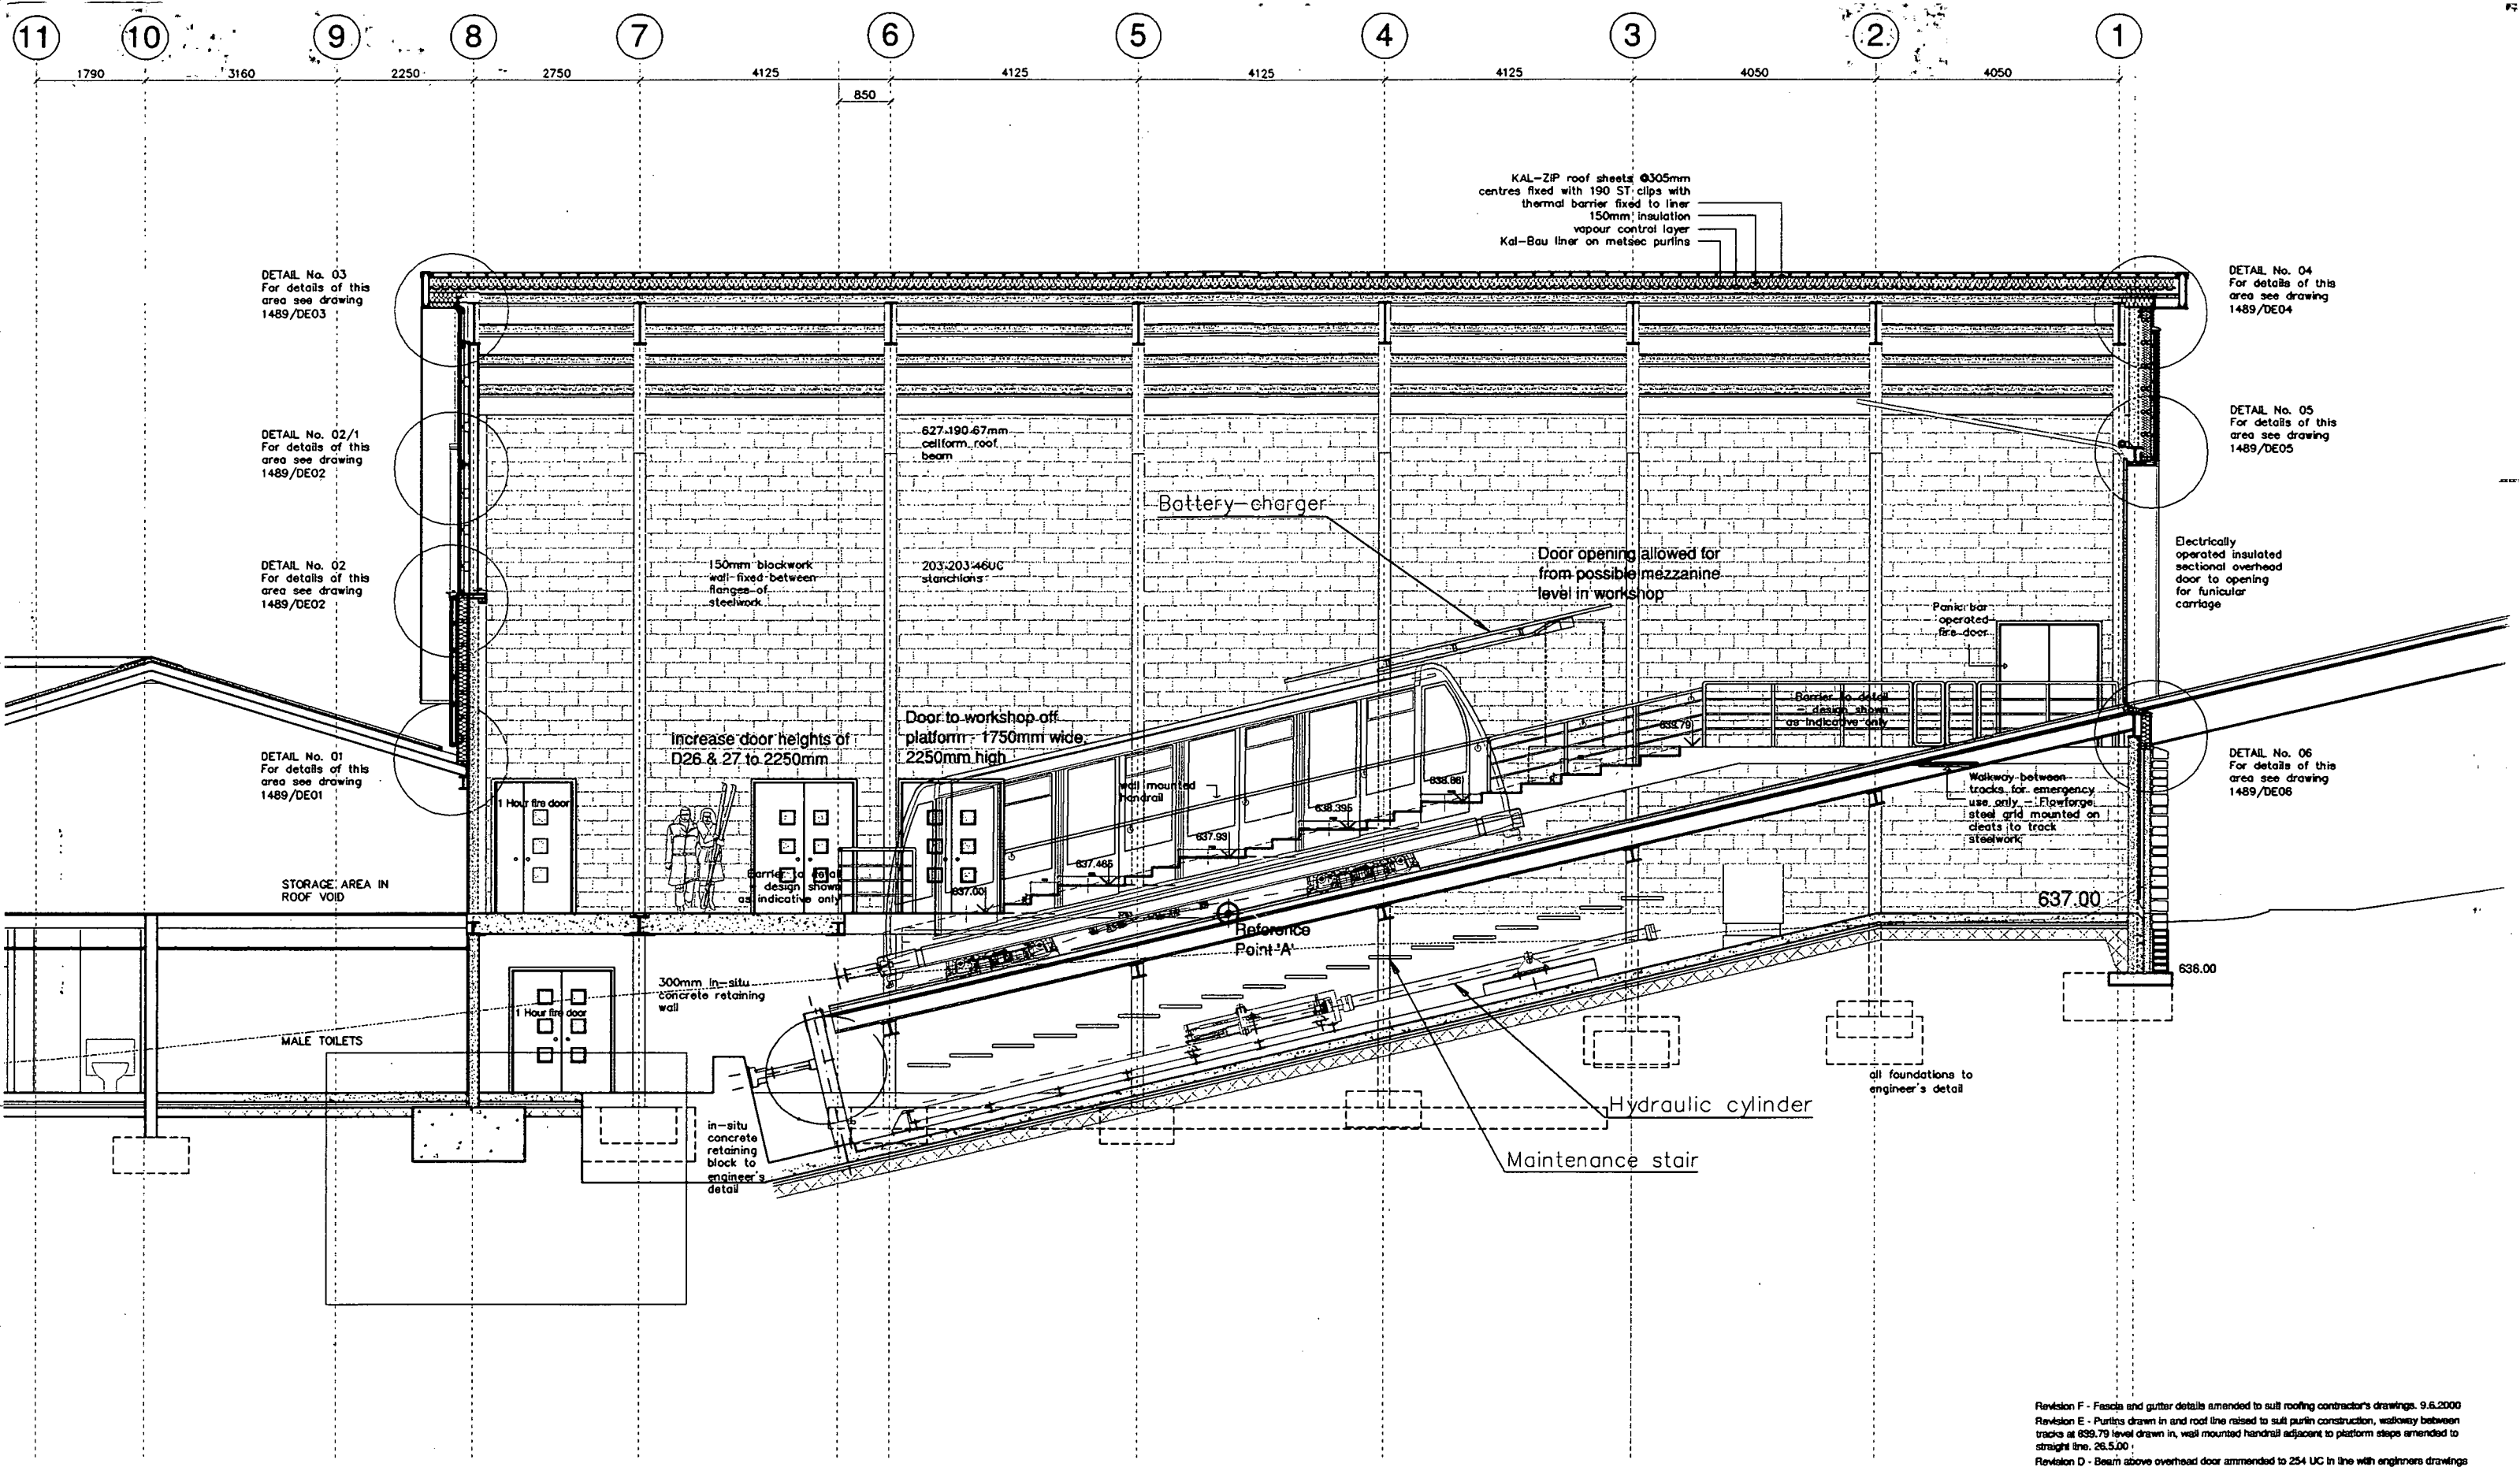 11 10 9 8 7 6 5 4 3 2 1
1790 3160 2250 2750 4125 4125 4125 4125 4050 4050
850
KAL-ZIP roof sheets @305mm
centres fixed with 190 ST clips with
thermal barrier fixed to liner
150mm insulation
vapour control layer
Kal-Bau liner on metsec purlins
DETAIL No. 03
For details of this
area see drawing
1489/DE03
DETAIL No. 04
For details of this
area see drawing
1489/DE04
DETAIL No. 02/1
For details of this
area see drawing
1489/DE02
627.190.67mm
cellform roof
beam
DETAIL No. 05
For details of this
area see drawing
1489/DE05
Battery-charger
DETAIL No. 02
For details of this
area see drawing
1489/DE02
150mm blockwork
wall fixed between
flanges of
steelwork
203.203.46UC
stanchions
Door opening allowed for
from possible mezzanine
level in workshop
Electrically
operated insulated
sectional overhead
door to opening
for funicular
carriage
Panic bar
operated
fire door
DETAIL No. 01
For details of this
area see drawing
1489/DE01
Increase door heights of
D26 & 27 to 2250mm
Door to workshop off
platform - 1750mm wide,
2250mm high
Barrier to detail
- design shown
as indicative only
639.79
DETAIL No. 06
For details of this
area see drawing
1489/DE06
Walkway between
tracks for emergency
use only - Flowforge
steel grid mounted on
cleats to track
steelwork
wall mounted
handrail
638.86
638.395
637.93
637.465
637.00
1 Hour fire door
Barrier to detail
design shown
as indicative only
STORAGE AREA IN
ROOF VOID
637.00
Reference
Point 'A'
636.00
300mm in-situ
concrete retaining
wall
1 Hour fire door
MALE TOILETS
all foundations to
engineer's detail
Hydraulic cylinder
in-situ
concrete
retaining
block to
engineer's
detail
Maintenance stair
Revision F - Fascia and gutter details amended to suit roofing contractor's drawings. 9.6.2000
Revision E - Purlins drawn in and roof line raised to suit purlin construction, walkway between
tracks at 639.79 level drawn in, wall mounted handrail adjacent to platform steps amended to
straight line. 26.5.00
Revision D - Beam above overhead door ammended to 254 UC in line with enginners drawings